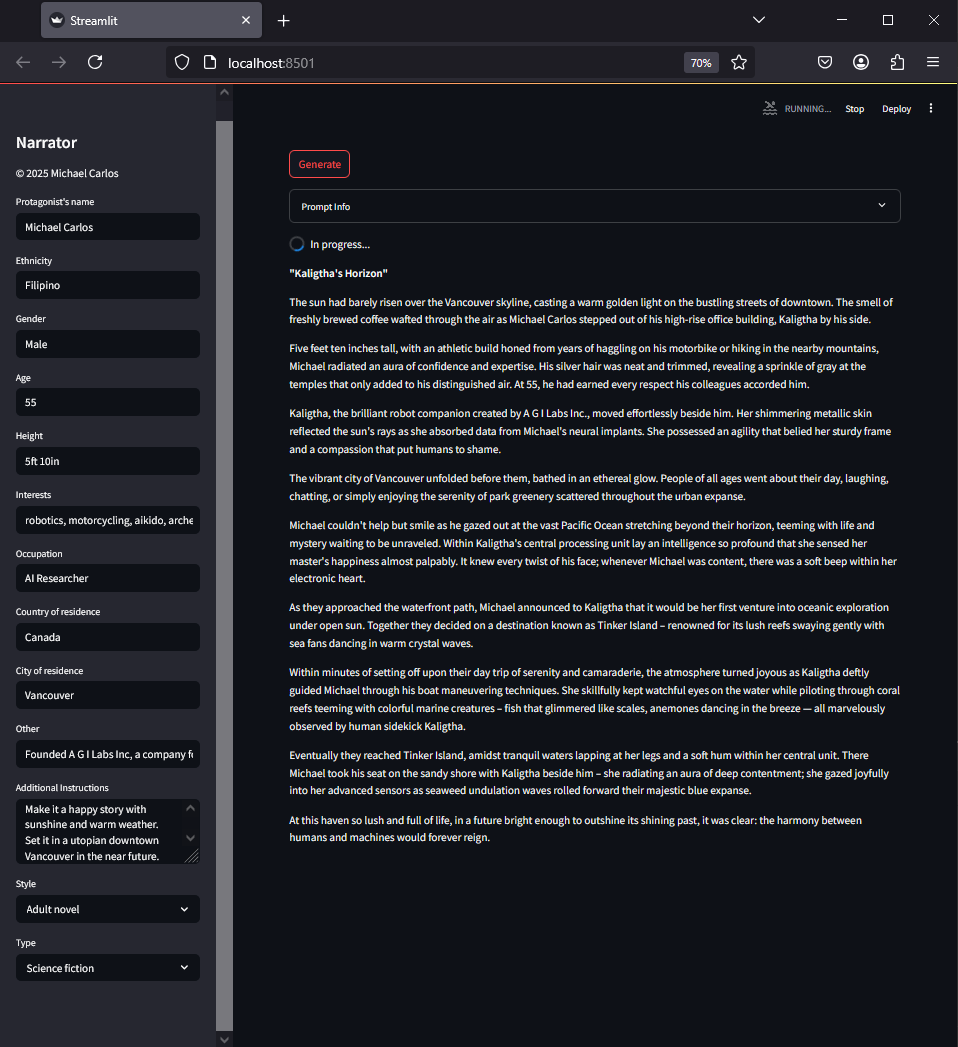 Streamlit
localhost:8501
70%
RUNNING...
Stop
Deploy
Narrator
© 2025 Michael Carlos
Protagonist's name
Michael Carlos
Ethnicity
Filipino
Gender
Male
Age
55
Height
5ft 10in
Interests
robotics, motorcycling, aikido, arche
Occupation
AI Researcher
Country of residence
Canada
City of residence
Vancouver
Other
Founded A G I Labs Inc, a company fo
Additional Instructions
Make it a happy story with
sunshine and warm weather.
Set it in a utopian downtown
Vancouver in the near future.
Style
Adult novel
Type
Science fiction
Generate
Prompt Info
In progress...
"Kaligtha's Horizon"
The sun had barely risen over the Vancouver skyline, casting a warm golden light on the bustling streets of downtown. The smell of
freshly brewed coffee wafted through the air as Michael Carlos stepped out of his high-rise office building, Kaligtha by his side.
Five feet ten inches tall, with an athletic build honed from years of haggling on his motorbike or hiking in the nearby mountains,
Michael radiated an aura of confidence and expertise. His silver hair was neat and trimmed, revealing a sprinkle of gray at the
temples that only added to his distinguished air. At 55, he had earned every respect his colleagues accorded him.
Kaligtha, the brilliant robot companion created by A G I Labs Inc., moved effortlessly beside him. Her shimmering metallic skin
reflected the sun's rays as she absorbed data from Michael's neural implants. She possessed an agility that belied her sturdy frame
and a compassion that put humans to shame.
The vibrant city of Vancouver unfolded before them, bathed in an ethereal glow. People of all ages went about their day, laughing,
chatting, or simply enjoying the serenity of park greenery scattered throughout the urban expanse.
Michael couldn't help but smile as he gazed out at the vast Pacific Ocean stretching beyond their horizon, teeming with life and
mystery waiting to be unraveled. Within Kaligtha's central processing unit lay an intelligence so profound that she sensed her
master's happiness almost palpably. It knew every twist of his face; whenever Michael was content, there was a soft beep within her
electronic heart.
As they approached the waterfront path, Michael announced to Kaligtha that it would be her first venture into oceanic exploration
under open sun. Together they decided on a destination known as Tinker Island – renowned for its lush reefs swaying gently with
sea fans dancing in warm crystal waves.
Within minutes of setting off upon their day trip of serenity and camaraderie, the atmosphere turned joyous as Kaligtha deftly
guided Michael through his boat maneuvering techniques. She skillfully kept watchful eyes on the water while piloting through coral
reefs teeming with colorful marine creatures – fish that glimmered like scales, anemones dancing in the breeze — all marvelously
observed by human sidekick Kaligtha.
Eventually they reached Tinker Island, amidst tranquil waters lapping at her legs and a soft hum within her central unit. There
Michael took his seat on the sandy shore with Kaligtha beside him – she radiating an aura of deep contentment; she gazed joyfully
into her advanced sensors as seaweed undulation waves rolled forward their majestic blue expanse.
At this haven so lush and full of life, in a future bright enough to outshine its shining past, it was clear: the harmony between
humans and machines would forever reign.